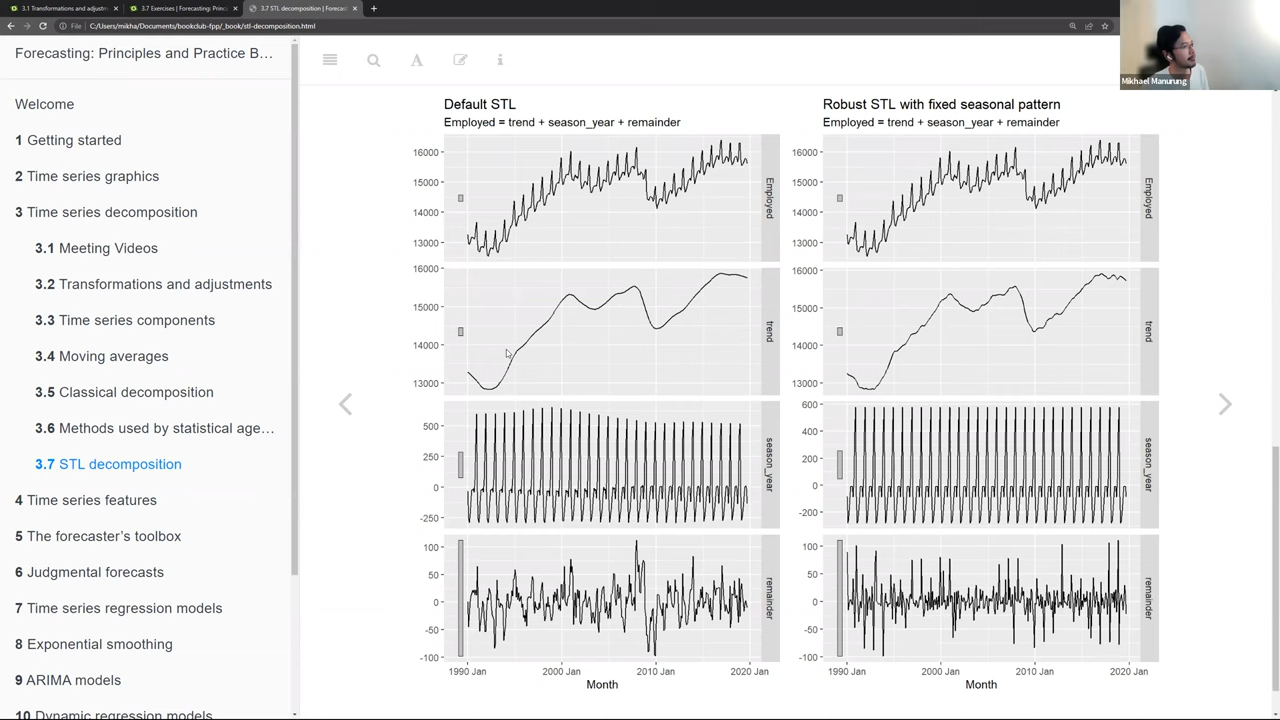 3.1 Transformations and adjustm
3.7 Exercises | Forecasting: Princ
3.7 STL decomposition | Forecast
File
C:/Users/mikha/Documents/bookclub-fpp/_book/stl-decomposition.html
Mikhael Manurung
Forecasting: Principles and Practice B...
Welcome
1 Getting started
2 Time series graphics
3 Time series decomposition
3.1 Meeting Videos
3.2 Transformations and adjustments
3.3 Time series components
3.4 Moving averages
3.5 Classical decomposition
3.6 Methods used by statistical age...
3.7 STL decomposition
4 Time series features
5 The forecaster's toolbox
6 Judgmental forecasts
7 Time series regression models
8 Exponential smoothing
9 ARIMA models
10 Dynamic regression models
Default STL
Employed = trend + season_year + remainder
16000
15000
14000
13000
Employed
16000
15000
14000
13000
trend
500
250
0
-250
season_year
100
50
0
-50
-100
remainder
1990 Jan 2000 Jan 2010 Jan 2020 Jan
Month
Robust STL with fixed seasonal pattern
Employed = trend + season_year + remainder
16000
15000
14000
13000
Employed
16000
15000
14000
13000
trend
600
400
200
0
-200
season_year
100
50
0
-50
-100
remainder
1990 Jan 2000 Jan 2010 Jan 2020 Jan
Month